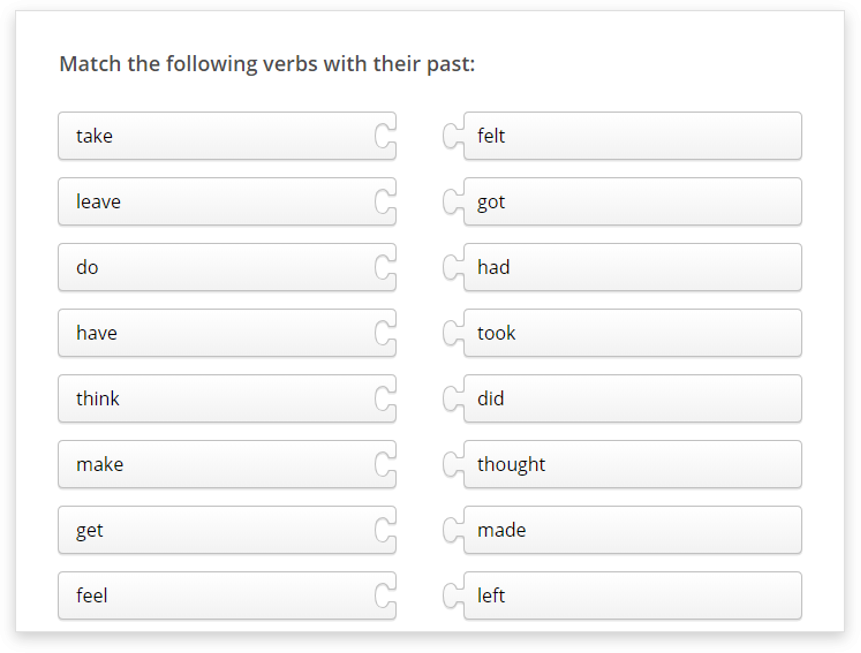 Match the following verbs with their past:
take felt
leave got
do had
have took
think did
make thought
get made
feel left